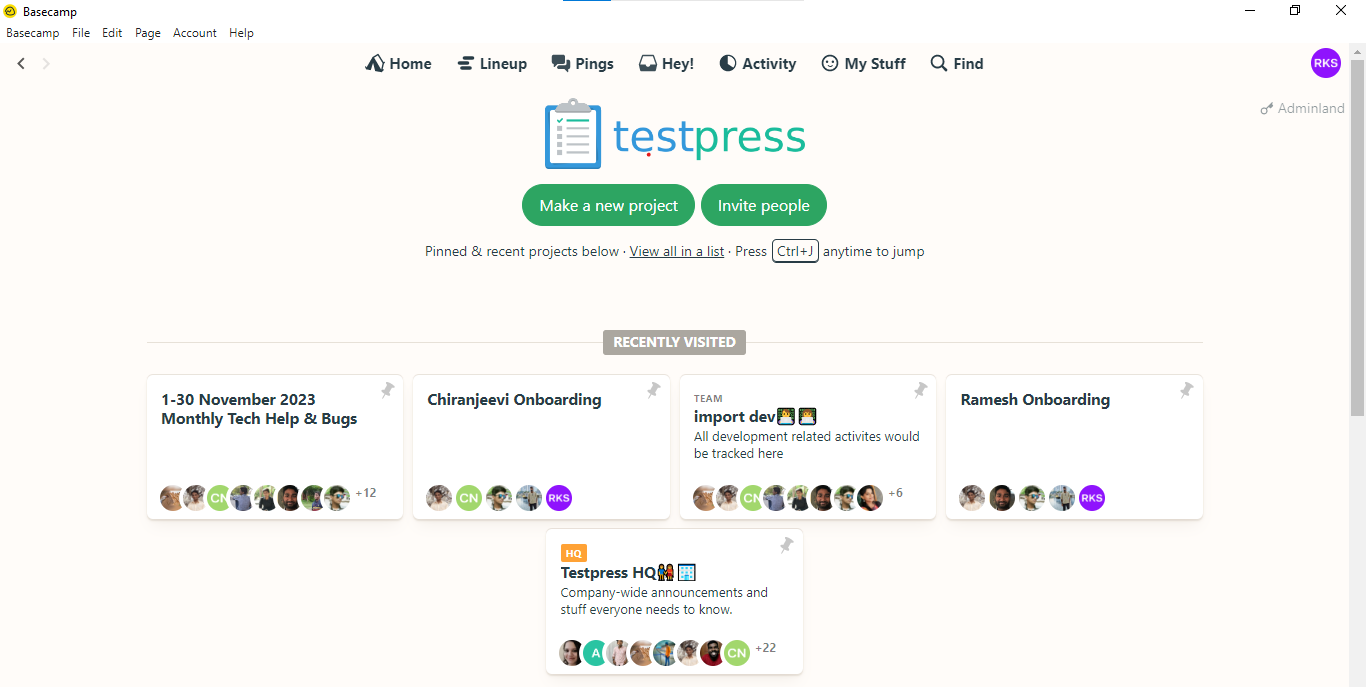 Basecamp
Basecamp File Edit Page Account Help
Home Lineup Pings Hey! Activity My Stuff Find
RKS
Adminland
testpress
Make a new project Invite people
Pinned & recent projects below · View all in a list · Press Ctrl+J anytime to jump
RECENTLY VISITED
1-30 November 2023
Monthly Tech Help & Bugs
CN +12
Chiranjeevi Onboarding
CN RKS
TEAM
import dev
All development related activites would
be tracked here
CN +6
Ramesh Onboarding
RKS
HQ
Testpress HQ
Company-wide announcements and
stuff everyone needs to know.
A CN +22